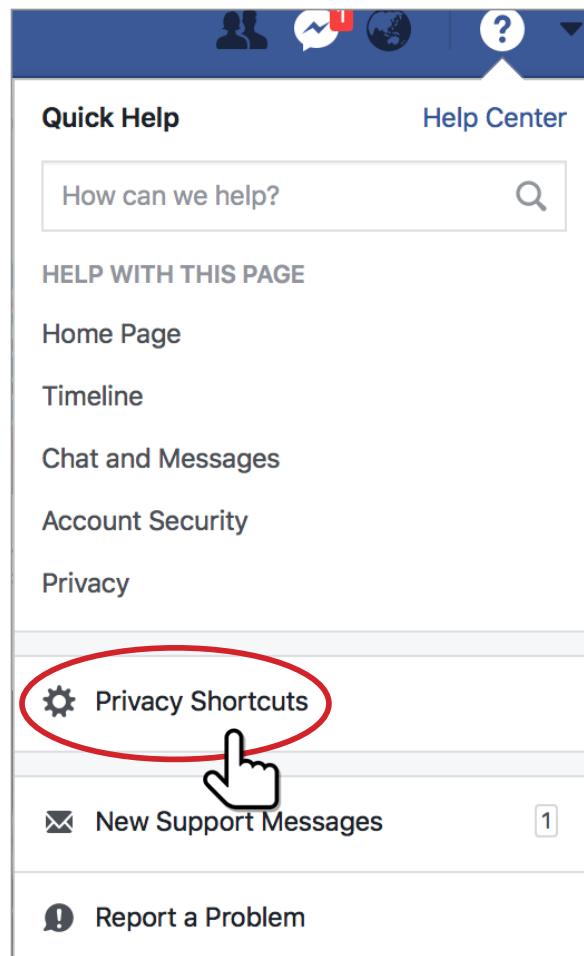 1
?
Quick Help
Help Center
How can we help?
HELP WITH THIS PAGE
Home Page
Timeline
Chat and Messages
Account Security
Privacy
Privacy Shortcuts
New Support Messages
1
Report a Problem